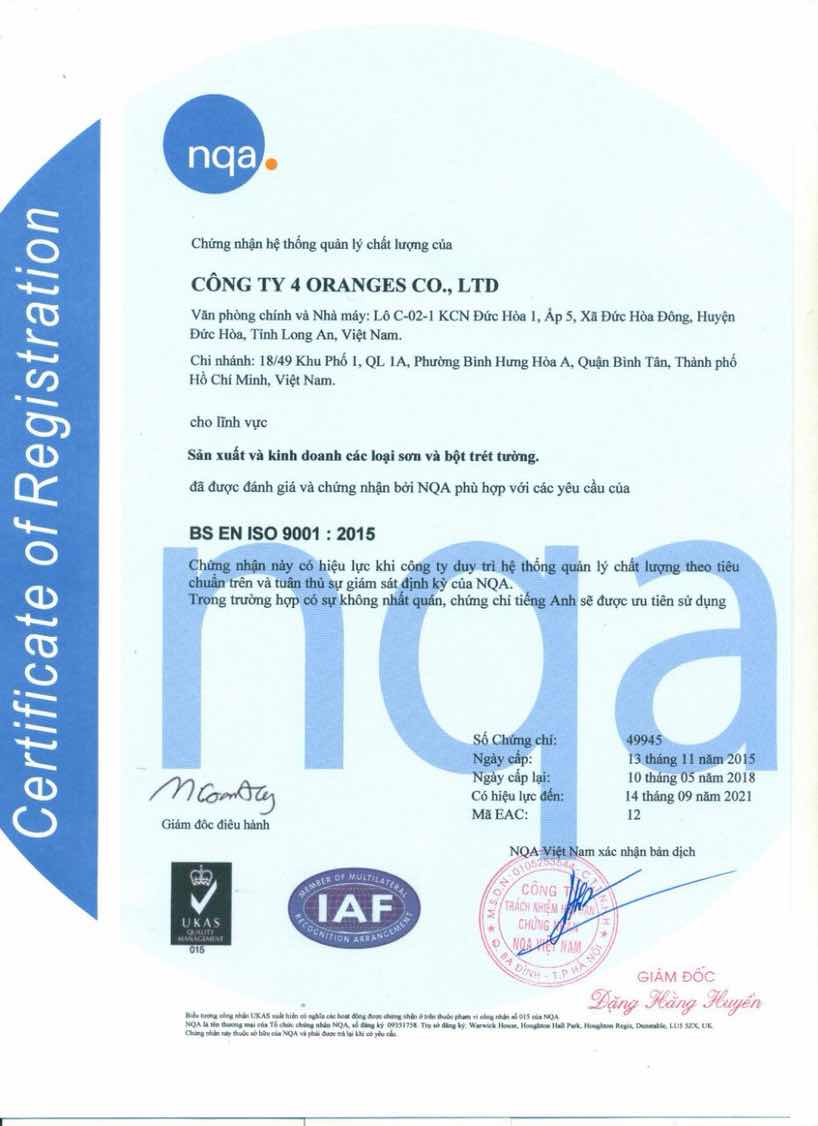 Certificate of Registration
nqa.
Chứng nhận hệ thống quản lý chất lượng của
CÔNG TY 4 ORANGES CO., LTD
Văn phòng chính và Nhà máy: Lô C-02-1 KCN Đức Hòa 1, Ấp 5, Xã Đức Hòa Đông, Huyện
Đức Hòa, Tỉnh Long An, Việt Nam.
Chi nhánh: 18/49 Khu Phố 1, QL 1A, Phường Bình Hưng Hòa A, Quận Bình Tân, Thành phố
Hồ Chí Minh, Việt Nam.
cho lĩnh vực
Sản xuất và kinh doanh các loại sơn và bột trét tường.
đã được đánh giá và chứng nhận bởi NQA phù hợp với các yêu cầu của
BS EN ISO 9001 : 2015
Chứng nhận này có hiệu lực khi công ty duy trì hệ thống quản lý chất lượng theo tiêu
chuẩn trên và tuân thủ sự giám sát định kỳ của NQA.
Trong trường hợp có sự không nhất quán, chứng chỉ tiếng Anh sẽ được ưu tiên sử dụng
nqa
Số Chứng chỉ: 49945
Ngày cấp: 13 tháng 11 năm 2015
Ngày cấp lại: 10 tháng 05 năm 2018
Có hiệu lực đến: 14 tháng 09 năm 2021
Mã EAC: 12
Giám đốc điều hành
NQA Việt Nam xác nhận bản dịch
UKAS
QUALITY
MANAGEMENT
015
MEMBER OF MULTILATERAL
IAF
RECOGNITION ARRANGEMENT
CÔNG TY
TRÁCH NHIỆM
CHỨNG NHẬN
NQA VIỆT NAM
Q. BA ĐÌNH - T.P HÀ NỘI
GIÁM ĐỐC
Đặng Hằng Huyền
Biểu tượng công nhận UKAS xuất hiện có nghĩa các hoạt động được chứng nhận ở trên thuộc phạm vi công nhận số 015 của NQA
NQA là tên thương mại của Tổ chức chứng nhận NQA, số đăng ký 09351758. Trụ sở đăng ký: Warwick House, Houghton Hall Park, Houghton Regis, Dunstable, LU5 5ZX, UK.
Chứng nhận này thuộc sở hữu của NQA và phải được trả lại khi có yêu cầu.